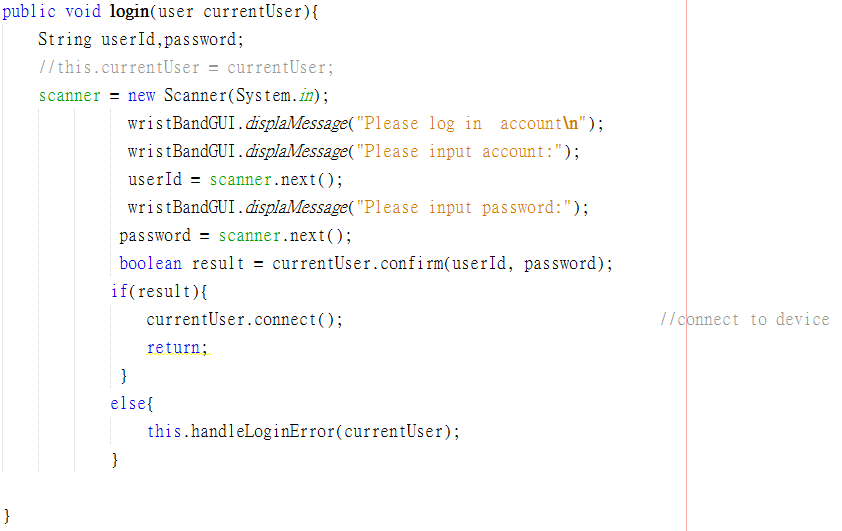 public void login(user currentUser){
String userId,password;
//this.currentUser = currentUser;
scanner = new Scanner(System.in);
wristBandGUI.displaMessage("Please log in  account\n");
wristBandGUI.displaMessage("Please input account:");
userId = scanner.next();
wristBandGUI.displaMessage("Please input password:");
password = scanner.next();
boolean result = currentUser.confirm(userId, password);
if(result){
currentUser.connect(); //connect to device
return;
}
else{
this.handleLoginError(currentUser);
}
}